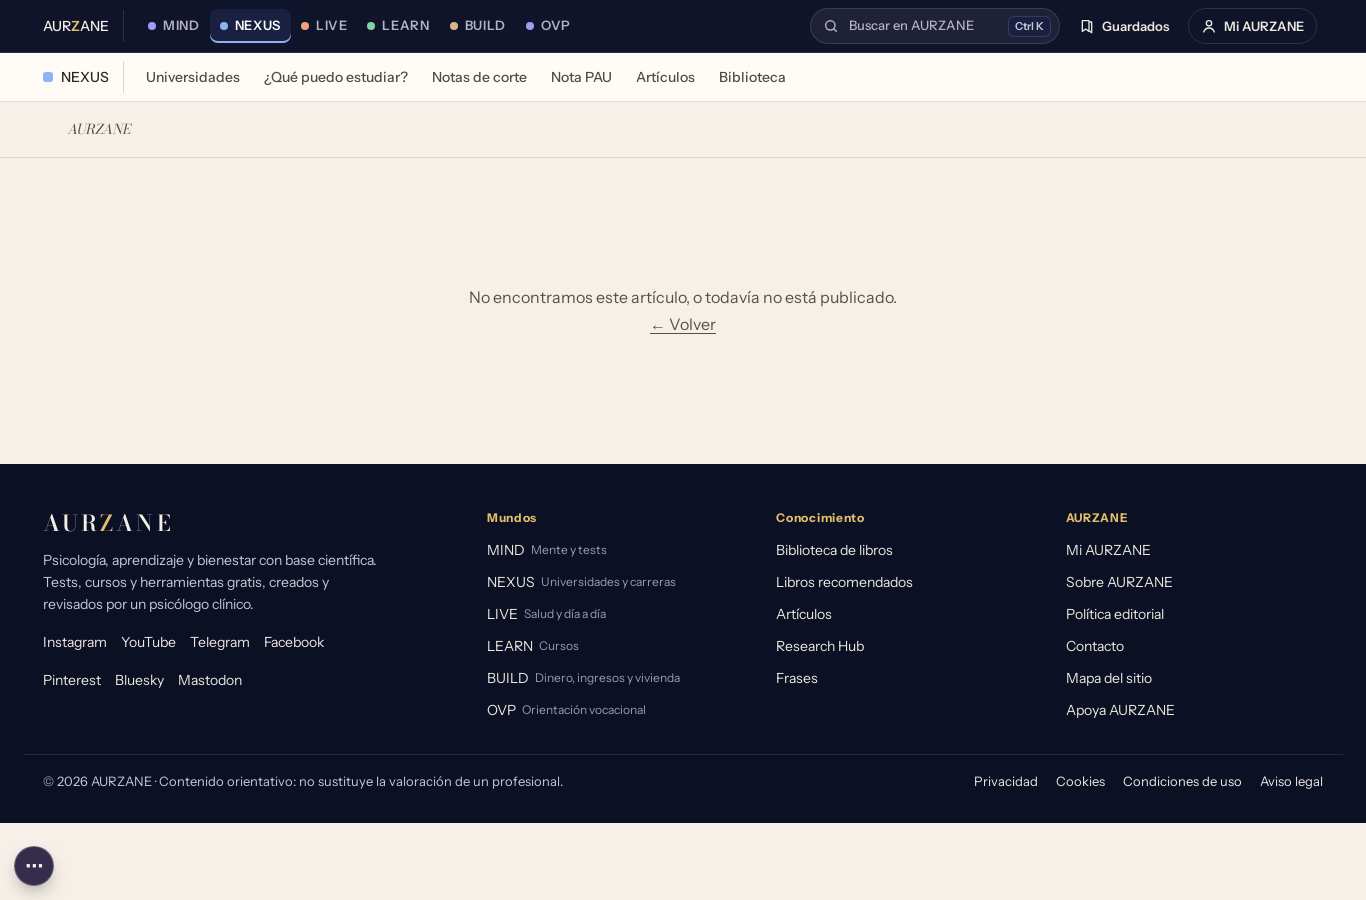 AURZANE
MIND
NEXUS
LIVE
LEARN
BUILD
OVP
Buscar en AURZANE
Ctrl K
Guardados
Mi AURZANE
NEXUS
Universidades
¿Qué puedo estudiar?
Notas de corte
Nota PAU
Artículos
Biblioteca
AURZANE
No encontramos este artículo, o todavía no está publicado.
← Volver
AURZANE
Psicología, aprendizaje y bienestar con base científica.
Tests, cursos y herramientas gratis, creados y
revisados por un psicólogo clínico.
Instagram YouTube Telegram Facebook
Pinterest Bluesky Mastodon
Mundos
MIND Mente y tests
NEXUS Universidades y carreras
LIVE Salud y día a día
LEARN Cursos
BUILD Dinero, ingresos y vivienda
OVP Orientación vocacional
Conocimiento
Biblioteca de libros
Libros recomendados
Artículos
Research Hub
Frases
AURZANE
Mi AURZANE
Sobre AURZANE
Política editorial
Contacto
Mapa del sitio
Apoya AURZANE
© 2026 AURZANE · Contenido orientativo: no sustituye la valoración de un profesional.
Privacidad Cookies Condiciones de uso Aviso legal